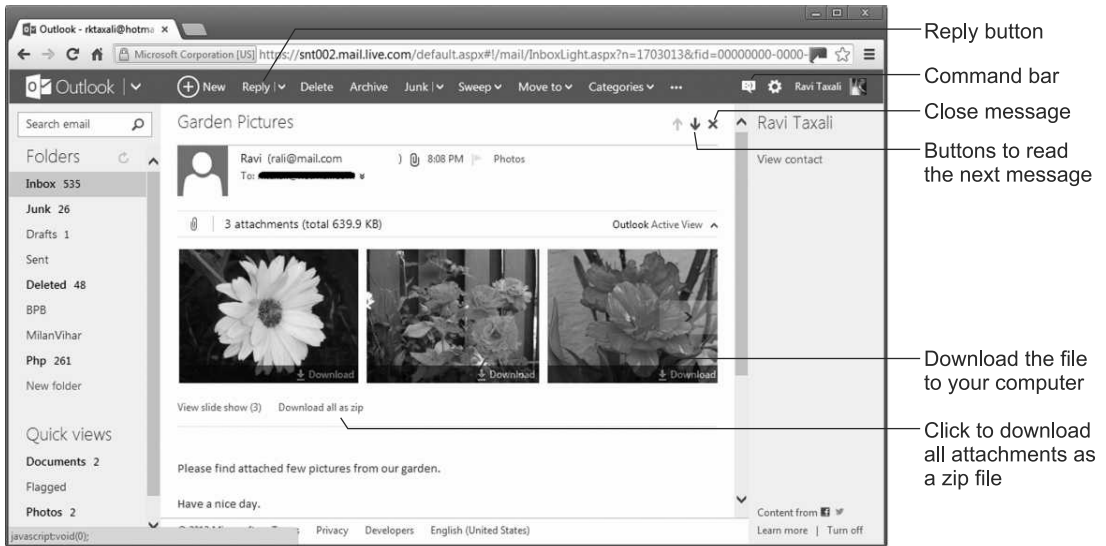 Outlook - rktaxali@hotma ×
Microsoft Corporation [US] https://snt002.mail.live.com/default.aspx#!/mail/InboxLight.aspx?n=1703013&fid=00000000-0000-
Reply button
Outlook
New Reply Delete Archive Junk Sweep Move to Categories ••• Ravi Taxali
Command bar
Search email
Garden Pictures
Ravi Taxali
Close message
Folders
Ravi (rali@mail.com ) 8:08 PM Photos
View contact
Buttons to read
the next message
To:
Inbox 535
Junk 26
3 attachments (total 639.9 KB)
Outlook Active View
Drafts 1
Sent
Deleted 48
BPB
MilanVihar
Php 261
New folder
Download
Download
Download
Download the file
to your computer
View slide show (3) Download all as zip
Click to download
all attachments as
a zip file
Quick views
Documents 2
Flagged
Photos 2
Please find attached few pictures from our garden.
Have a nice day.
Content from
Privacy Developers English (United States)
Learn more | Turn off
javascript:void(0);